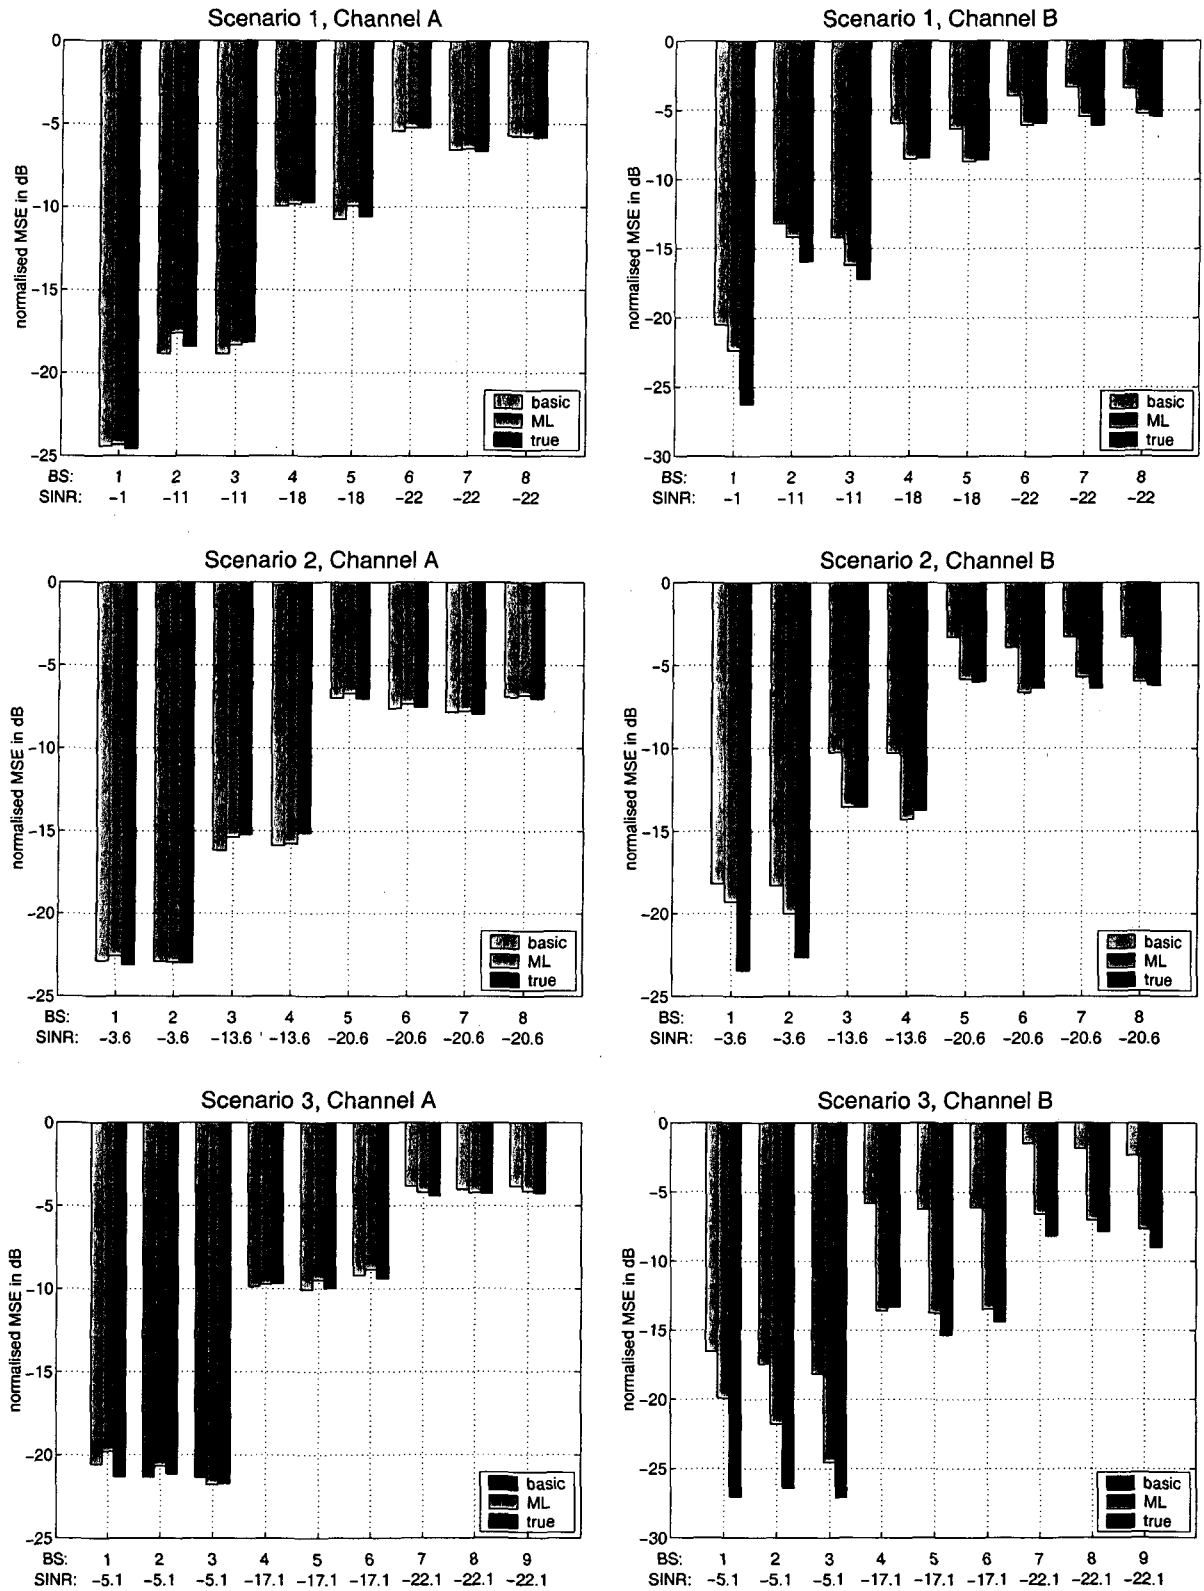 Scenario 1, Channel A
normalised MSE in dB
0
−5
−10
−15
−20
−25
basic
ML
true
BS: 1 2 3 4 5 6 7 8
SINR: −1 −11 −11 −18 −18 −22 −22 −22
Scenario 1, Channel B
normalised MSE in dB
0
−5
−10
−15
−20
−25
−30
basic
ML
true
BS: 1 2 3 4 5 6 7 8
SINR: −1 −11 −11 −18 −18 −22 −22 −22
Scenario 2, Channel A
normalised MSE in dB
0
−5
−10
−15
−20
−25
basic
ML
true
BS: 1 2 3 4 5 6 7 8
SINR: −3.6 −3.6 −13.6 −13.6 −20.6 −20.6 −20.6 −20.6
Scenario 2, Channel B
normalised MSE in dB
0
−5
−10
−15
−20
−25
basic
ML
true
BS: 1 2 3 4 5 6 7 8
SINR: −3.6 −3.6 −13.6 −13.6 −20.6 −20.6 −20.6 −20.6
Scenario 3, Channel A
normalised MSE in dB
0
−5
−10
−15
−20
−25
basic
ML
true
BS: 1 2 3 4 5 6 7 8 9
SINR: −5.1 −5.1 −5.1 −17.1 −17.1 −17.1 −22.1 −22.1 −22.1
Scenario 3, Channel B
normalised MSE in dB
0
−5
−10
−15
−20
−25
−30
basic
ML
true
BS: 1 2 3 4 5 6 7 8 9
SINR: −5.1 −5.1 −5.1 −17.1 −17.1 −17.1 −22.1 −22.1 −22.1